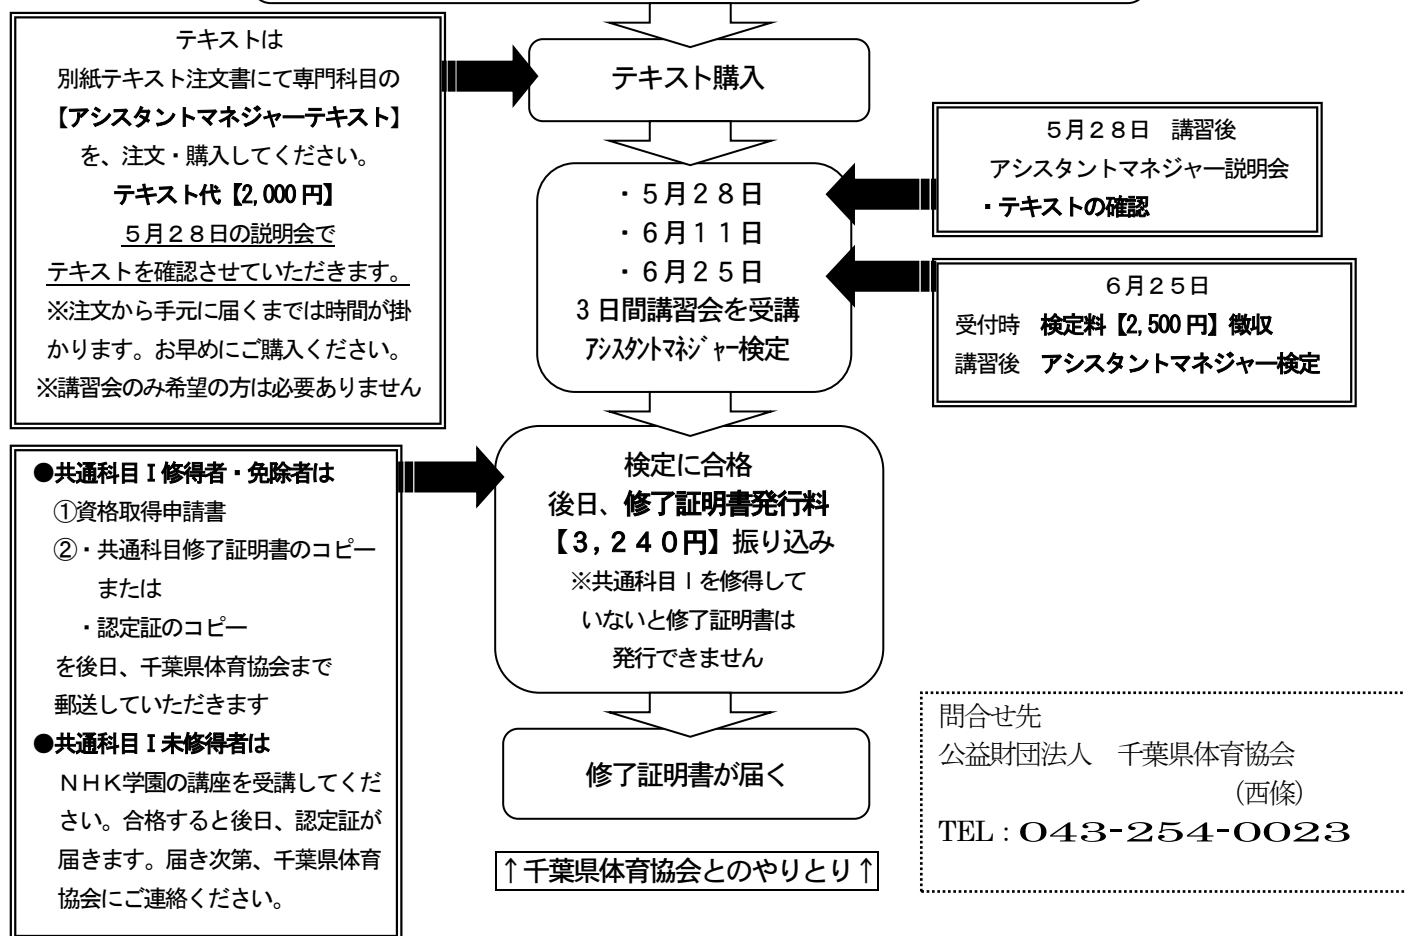 テキストは
別紙テキスト注文書にて専門科目の
【アシスタントマネジャーテキスト】
を、注文・購入してください。
テキスト代【2,000円】
５月２８日の説明会で
テキストを確認させていただきます。
※注文から手元に届くまでは時間が掛
かります。お早めにご購入ください。
※講習会のみ希望の方は必要ありません
テキスト購入
・５月２８日
・６月１１日
・６月２５日
３日間講習会を受講
ｱｼｽﾀﾝﾄﾏﾈｼﾞｬｰ検定
５月２８日　講習後
アシスタントマネジャー説明会
・テキストの確認
６月２５日
受付時　検定料【2,500円】徴収
講習後　アシスタントマネジャー検定
●共通科目Ⅰ修得者・免除者は
①資格取得申請書
②・共通科目修了証明書のコピー
または
・認定証のコピー
を後日、千葉県体育協会まで
郵送していただきます
●共通科目Ⅰ未修得者は
ＮＨＫ学園の講座を受講してくだ
さい。合格すると後日、認定証が
届きます。届き次第、千葉県体育
協会にご連絡ください。
検定に合格
後日、修了証明書発行料
【３,２４０円】振り込み
※共通科目Ⅰを修得して
いないと修了証明書は
発行できません
修了証明書が届く
↑千葉県体育協会とのやりとり↑
問合せ先
公益財団法人　千葉県体育協会
（西條）
TEL：043-254-0023